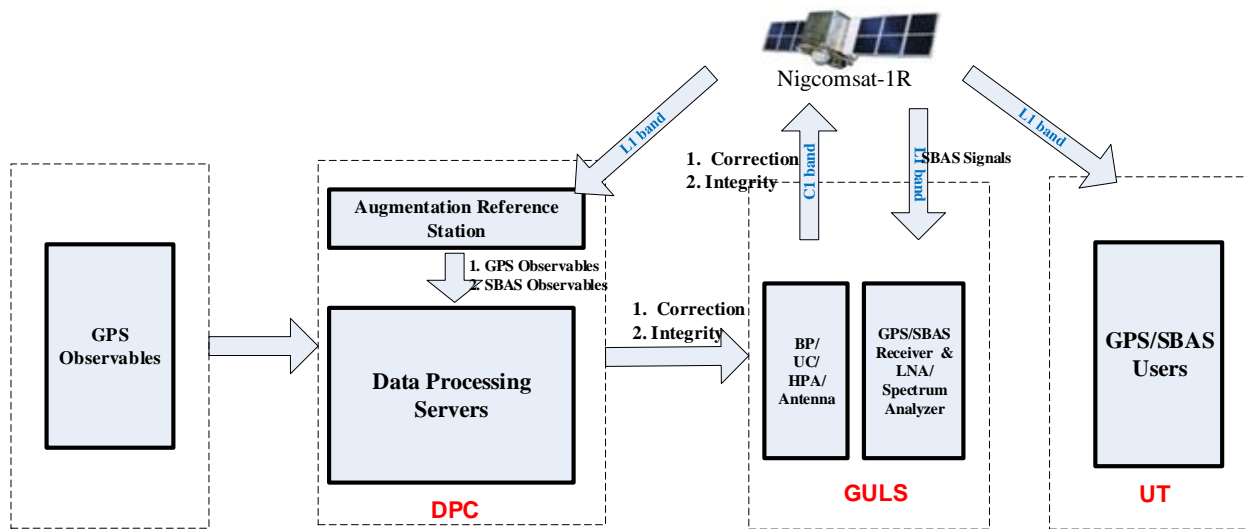 Nigcomsat-1R
L1 band
1. Correction
2. Integrity
C1 band
L1 band
SBAS Signals
L1 band
Augmentation Reference
Station
1. GPS Observables
2. SBAS Observables
GPS
Observables
Data Processing
Servers
1. Correction
2. Integrity
BP/
UC/
HPA/
Antenna
GPS/SBAS
Receiver &
LNA/
Spectrum
Analyzer
GPS/SBAS
Users
DPC
GULS
UT